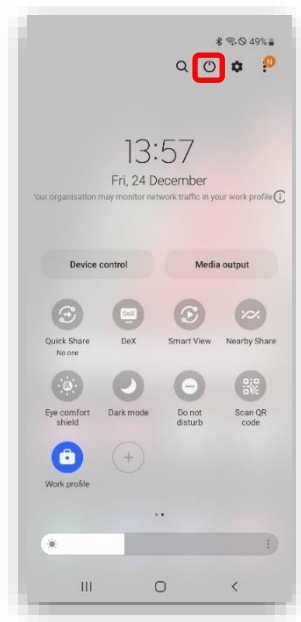 49%
N
13:57
Fri, 24 December
'our organisation may monitor network traffic in your work profile
Device control
Media output
Quick Share
No one
DeX
Smart View
Nearby Share
Eye comfort
shield
Dark mode
Do not
disturb
Scan QR
code
Work profile